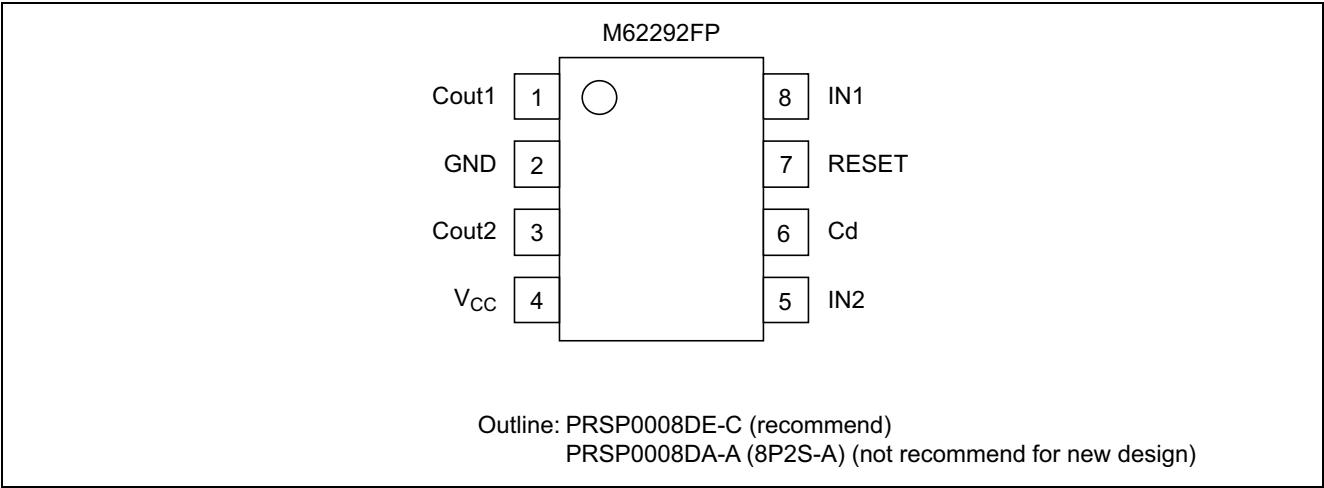 M62292FP
Cout1 1 8 IN1
GND 2 7 RESET
Cout2 3 6 Cd
VCC 4 5 IN2
Outline: PRSP0008DE-C (recommend)
PRSP0008DA-A (8P2S-A) (not recommend for new design)